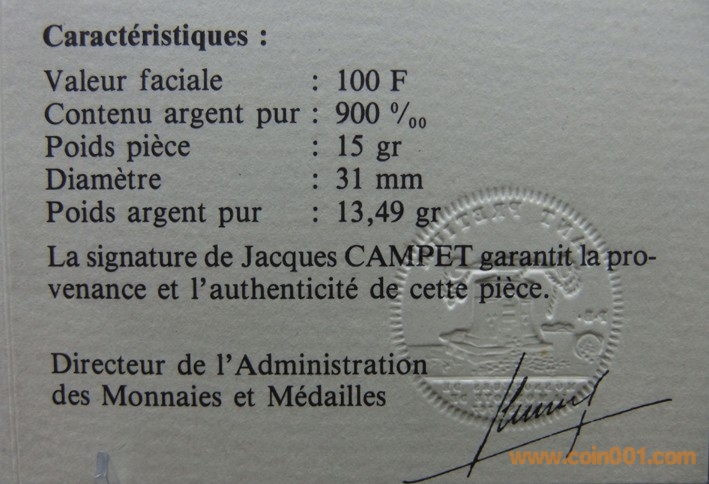 Caractéristiques :
Valeur faciale : 100 F
Contenu argent pur : 900 ‰
Poids pièce : 15 gr
Diamètre : 31 mm
Poids argent pur : 13,49 gr
La signature de Jacques CAMPET garantit la pro-
venance et l'authenticité de cette pièce.
Directeur de l'Administration
des Monnaies et Médailles
www.coin001.com